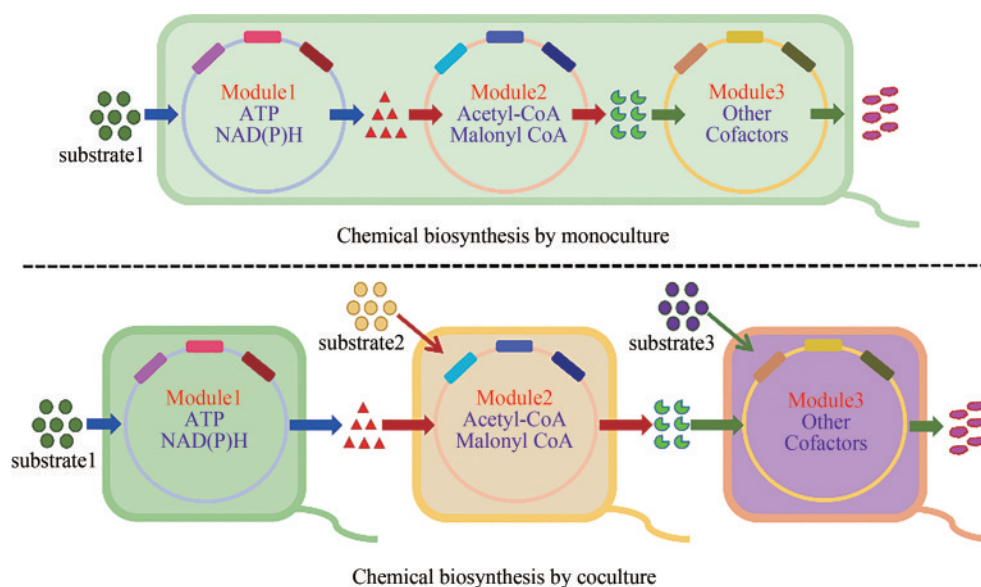 Module1
ATP
NAD(P)H
Module2
Acetyl-CoA
Malonyl CoA
Module3
Other
Cofactors
substrate1
Chemical biosynthesis by monoculture
substrate2
substrate3
Module1
ATP
NAD(P)H
Module2
Acetyl-CoA
Malonyl CoA
Module3
Other
Cofactors
substrate1
Chemical biosynthesis by coculture